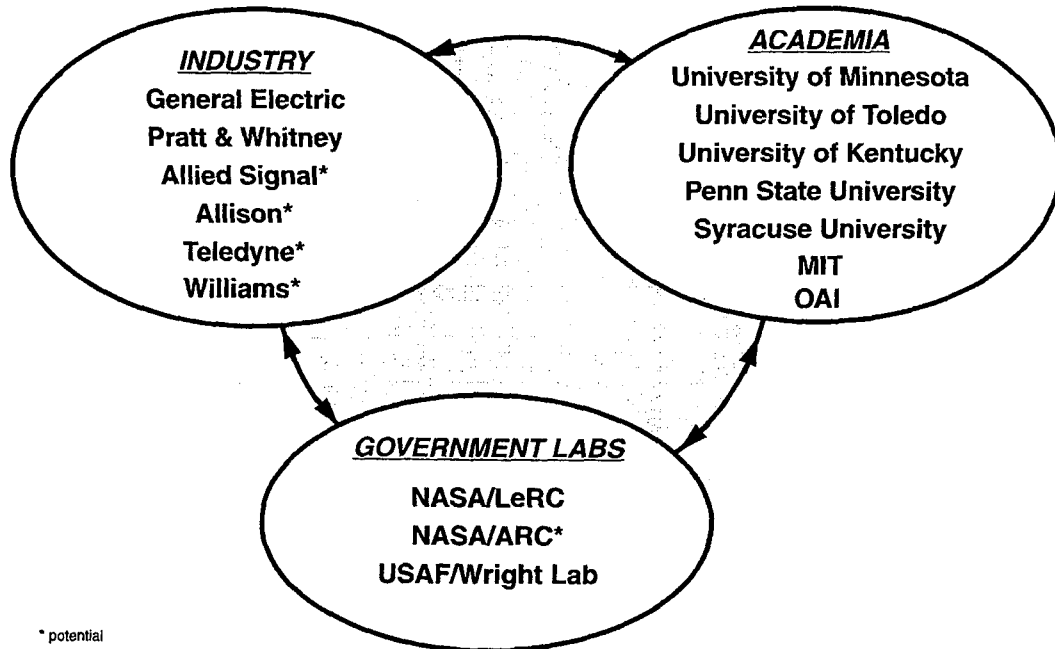 INDUSTRY
General Electric
Pratt & Whitney
Allied Signal*
Allison*
Teledyne*
Williams*
ACADEMIA
University of Minnesota
University of Toledo
University of Kentucky
Penn State University
Syracuse University
MIT
OAI
GOVERNMENT LABS
NASA/LeRC
NASA/ARC*
USAF/Wright Lab
* potential